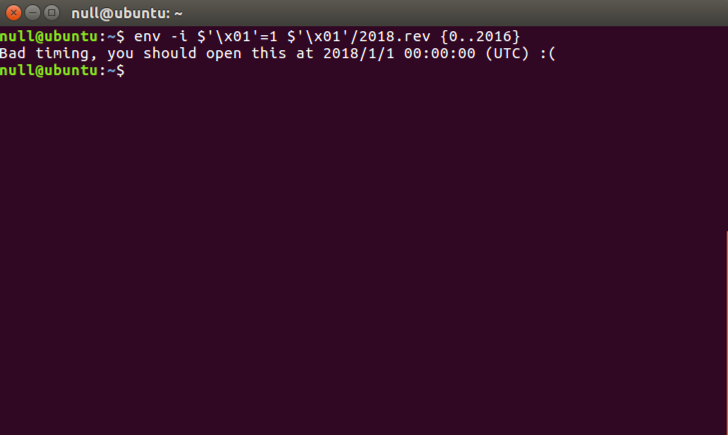 null@ubuntu: ~
null@ubuntu:~$ env -i $'\x01'=1 $'\x01'/2018.rev {0..2016}
Bad timing, you should open this at 2018/1/1 00:00:00 (UTC) :(
null@ubuntu:~$